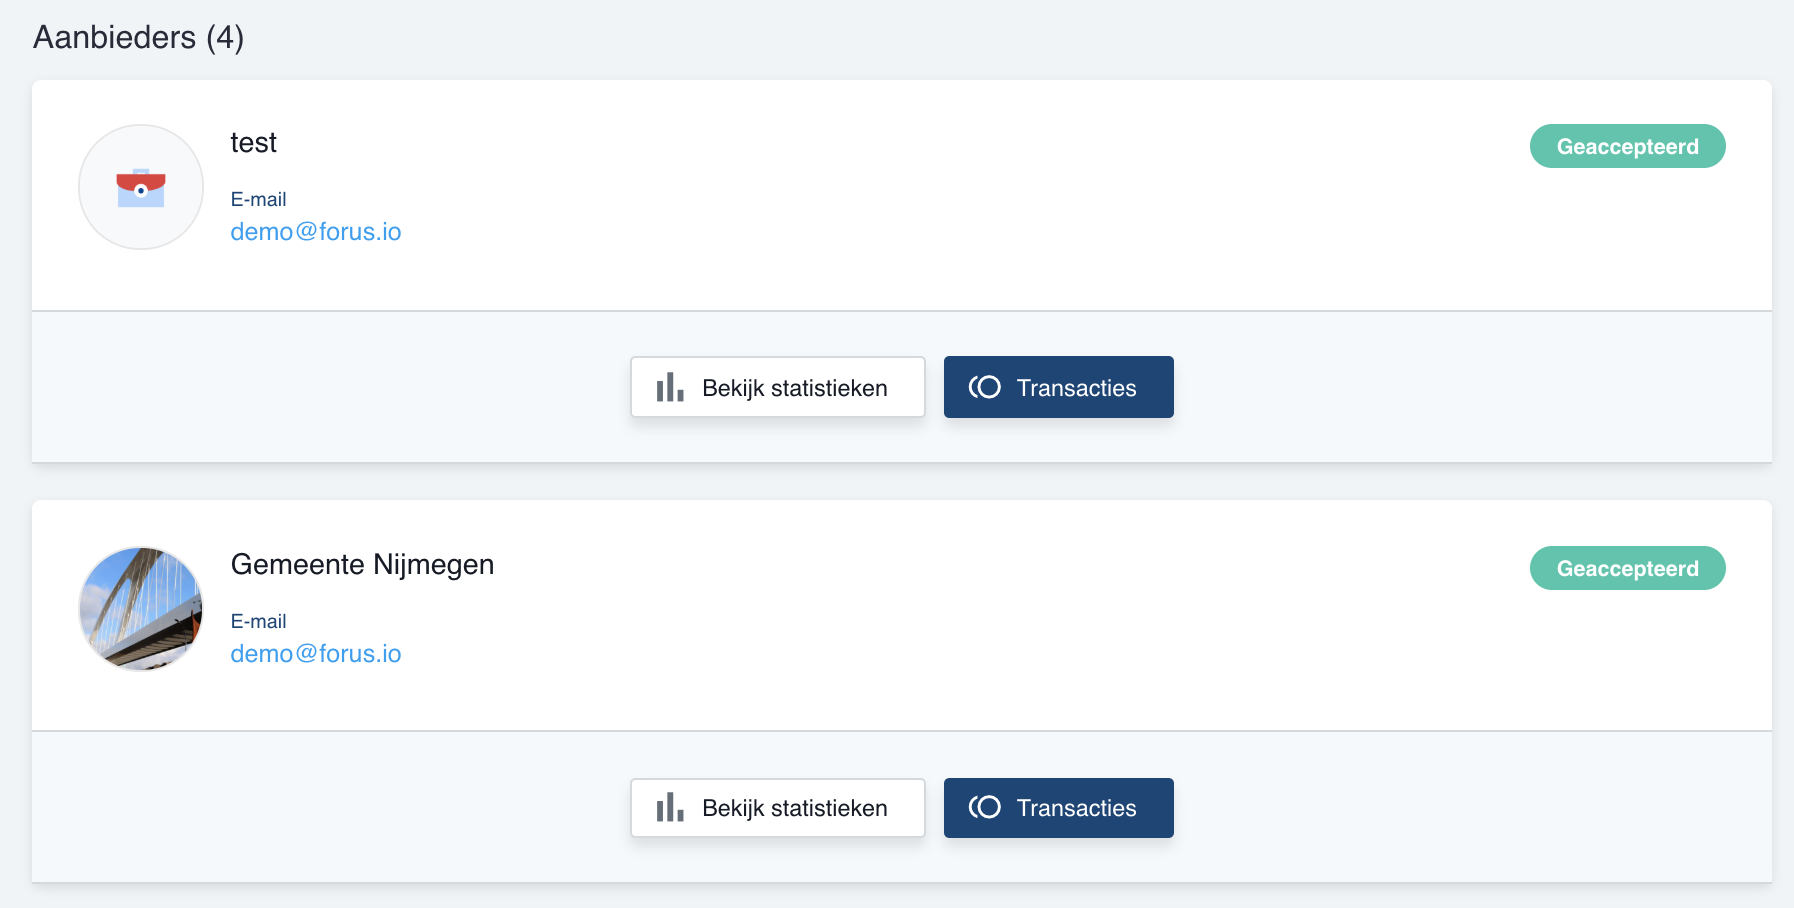 Aanbieders (4)
test
Geaccepteerd
E-mail
demo@forus.io
Bekijk statistieken
Transacties
Gemeente Nijmegen
Geaccepteerd
E-mail
demo@forus.io
Bekijk statistieken
Transacties